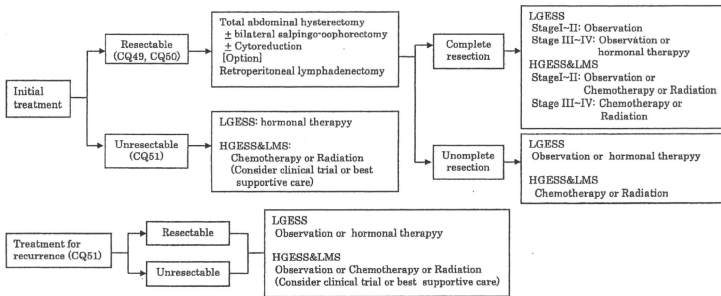 Initial
treatment
Resectable
(CQ49, CQ50)
Total abdominal hysterectomy
± bilateral salpingo-oophorectomy
± Cytoreduction
[Option]
Retroperitoneal lymphadenectomy
Complete
resection
LGESS
StageI~II: Observation
Stage III~IV: Observation or
hormonal therapyy
HGESS&LMS
StageI~II: Observation or
Chemotherapy or Radiation
Stage III~IV: Chemotherapy or
Radiation
Unresectable
(CQ51)
LGESS: hormonal therapyy
HGESS&LMS:
Chemotherapy or Radiation
(Consider clinical trial or best
supportive care)
Unomplete
resection
LGESS
Observation or hormonal therapyy
HGESS&LMS
Chemotherapy or Radiation
Treatment for
recurrence (CQ51)
Resectable
Unresectable
LGESS
Observation or hormonal therapyy
HGESS&LMS
Observation or Chemotherapy or Radiation
(Consider clinical trial or best supportive care)